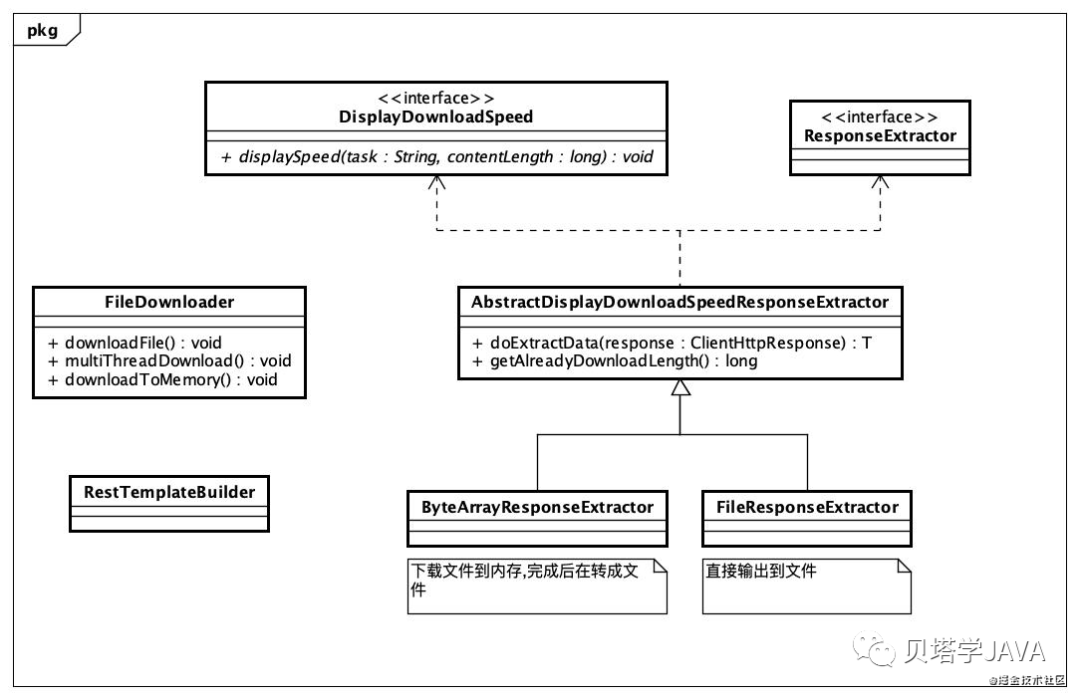 pkg
<<interface>>
DisplayDownloadSpeed
+ displaySpeed(task : String, contentLength : long) : void
<<interface>>
ResponseExtractor
FileDownloader
+ downloadFile() : void
+ multiThreadDownload() : void
+ downloadToMemory() : void
AbstractDisplayDownloadSpeedResponseExtractor
+ doExtractData(response : ClientHttpResponse) : T
+ getAlreadyDownloadLength() : long
RestTemplateBuilder
ByteArrayResponseExtractor
FileResponseExtractor
下载文件到内存,完成后在转成文
件
直接输出到文件
贝塔学JAVA
@掘金技术社区